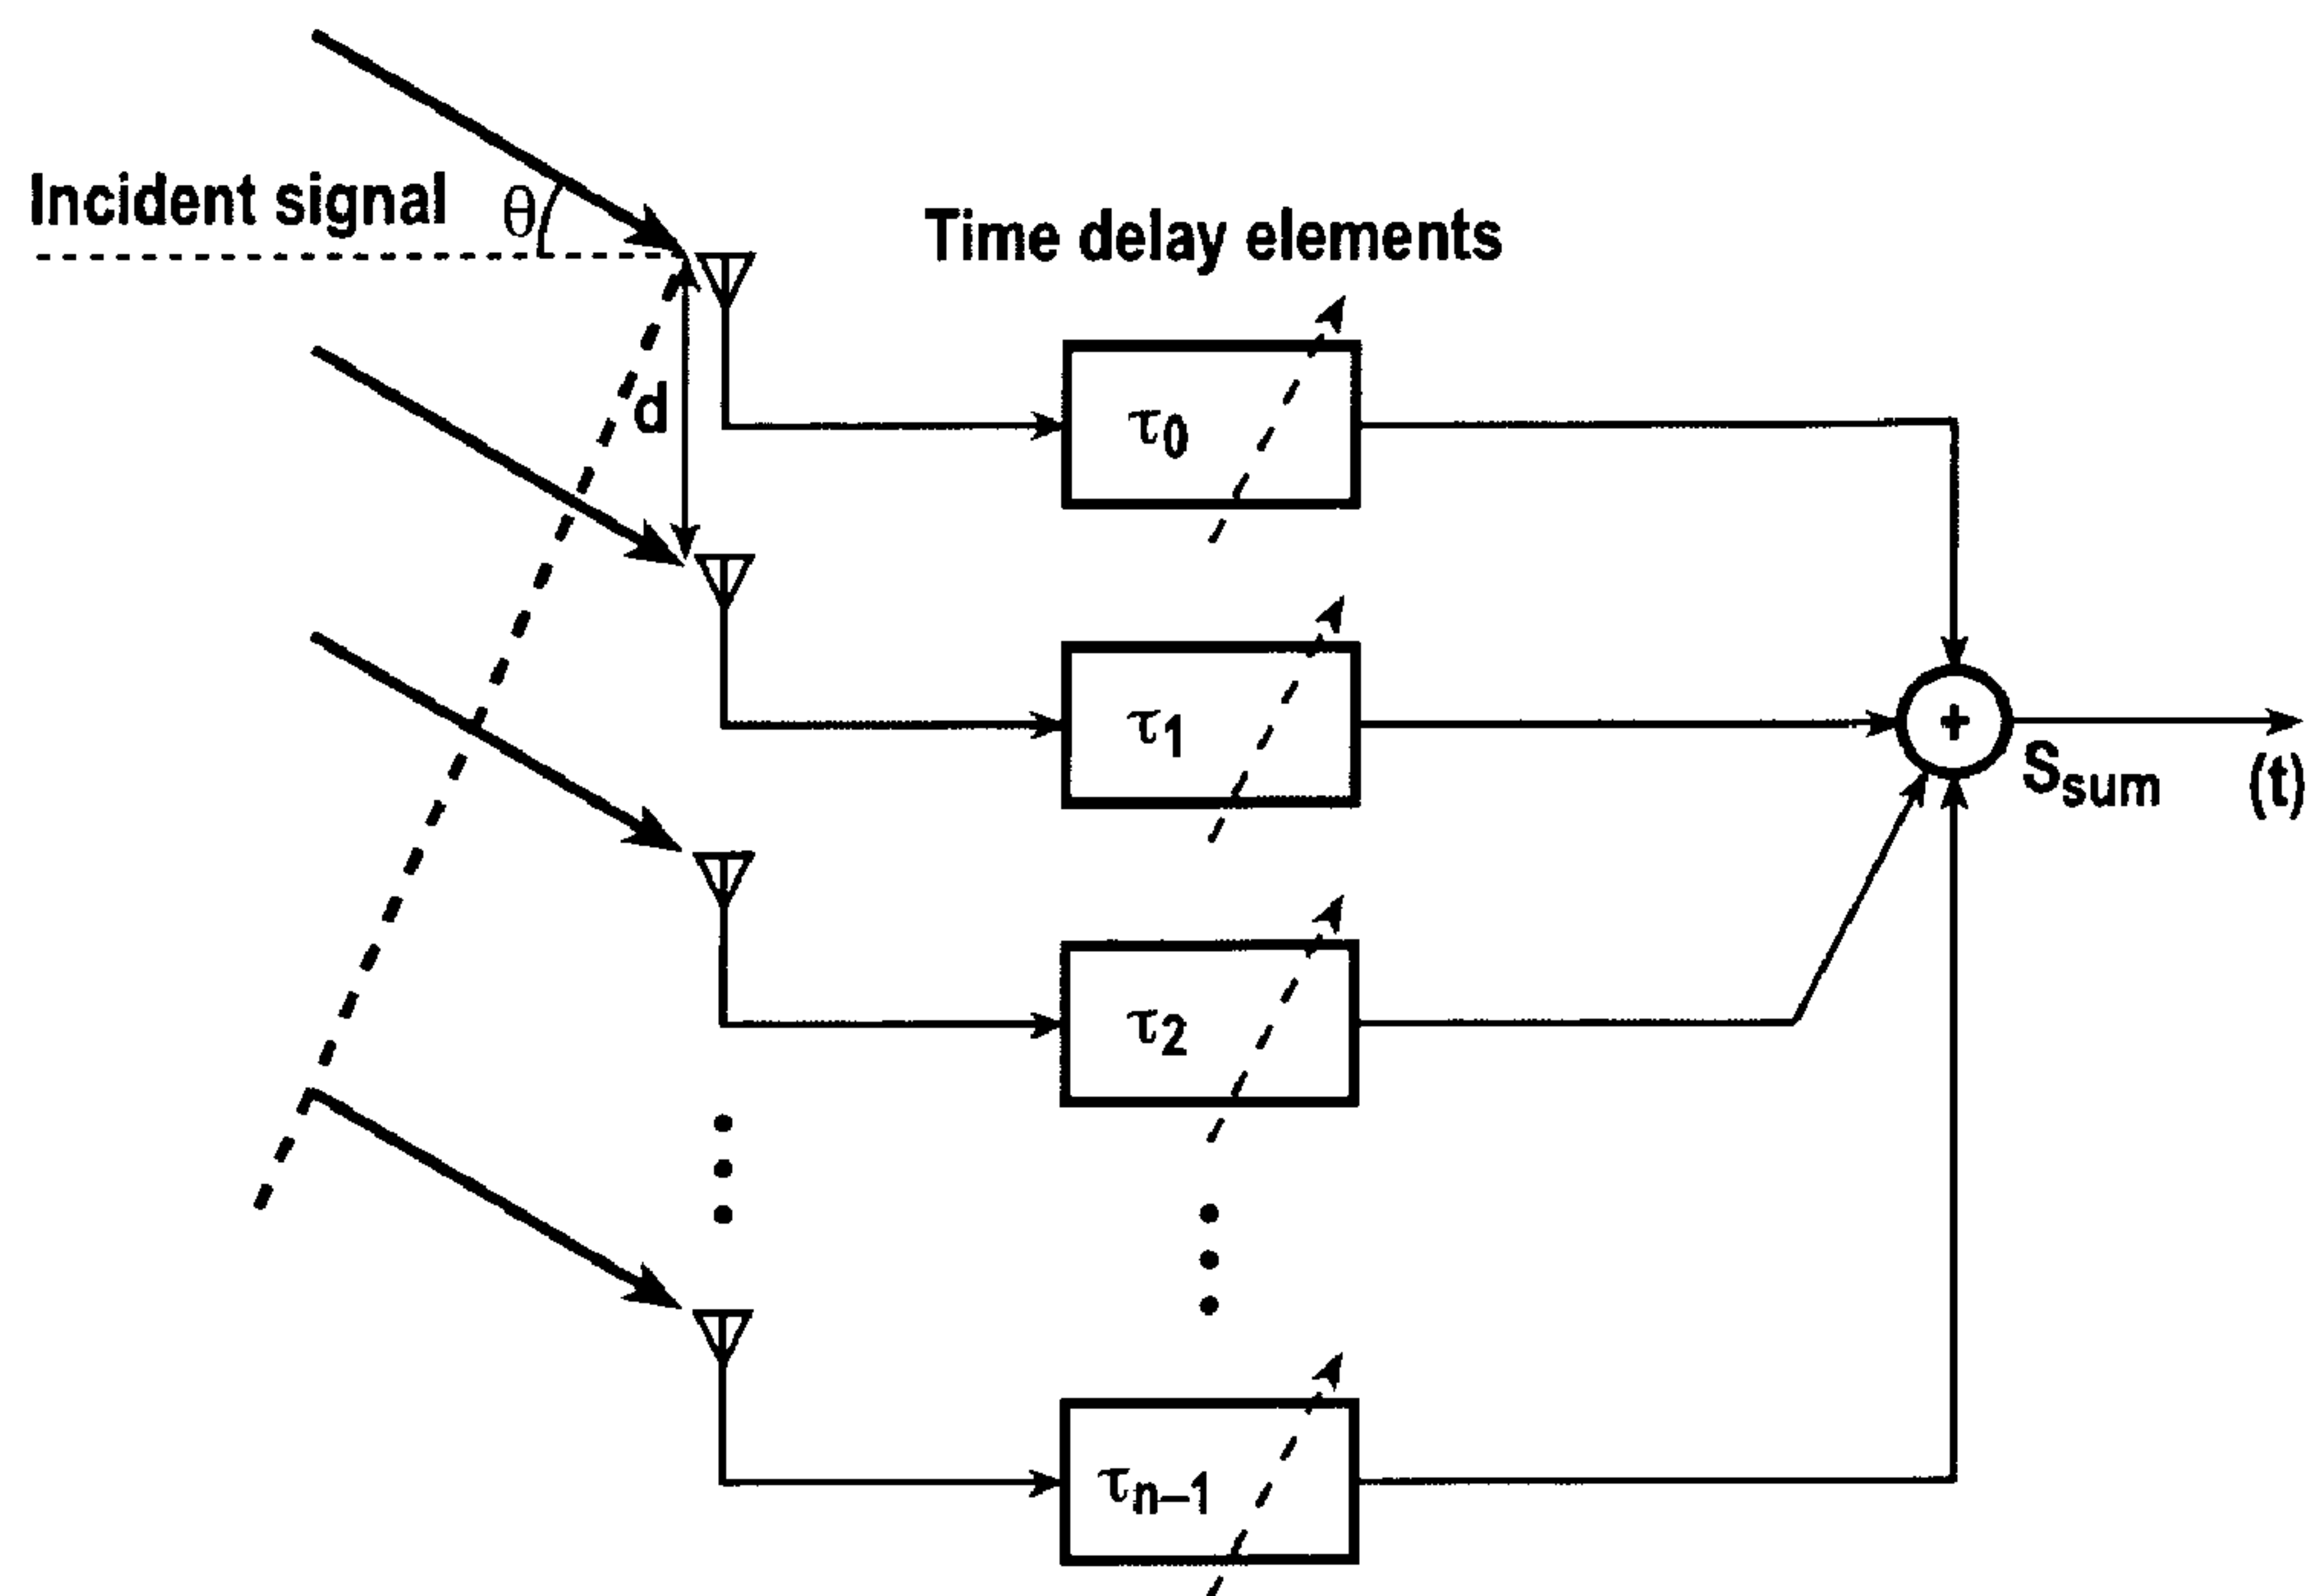 Incident signal
θ
Time delay elements
d
τ0
τ1
+
Ssum (t)
τ2
τn–1